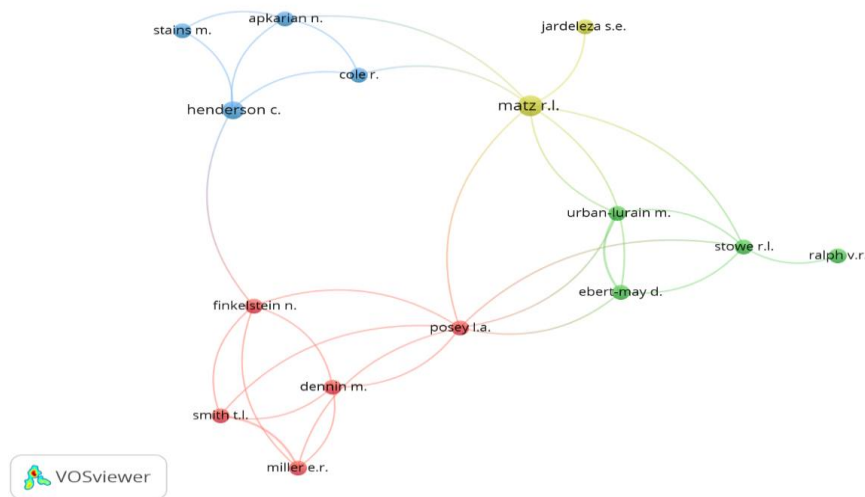 apkarian n.
stains m.
jardeleza s.e.
cole r.
henderson c.
matz r.l.
urban-lurain m.
stowe r.l.
ralph v.r.
ebert-may d.
finkelstein n.
posey l.a.
dennin m.
smith t.l.
miller e.r.
VOSviewer